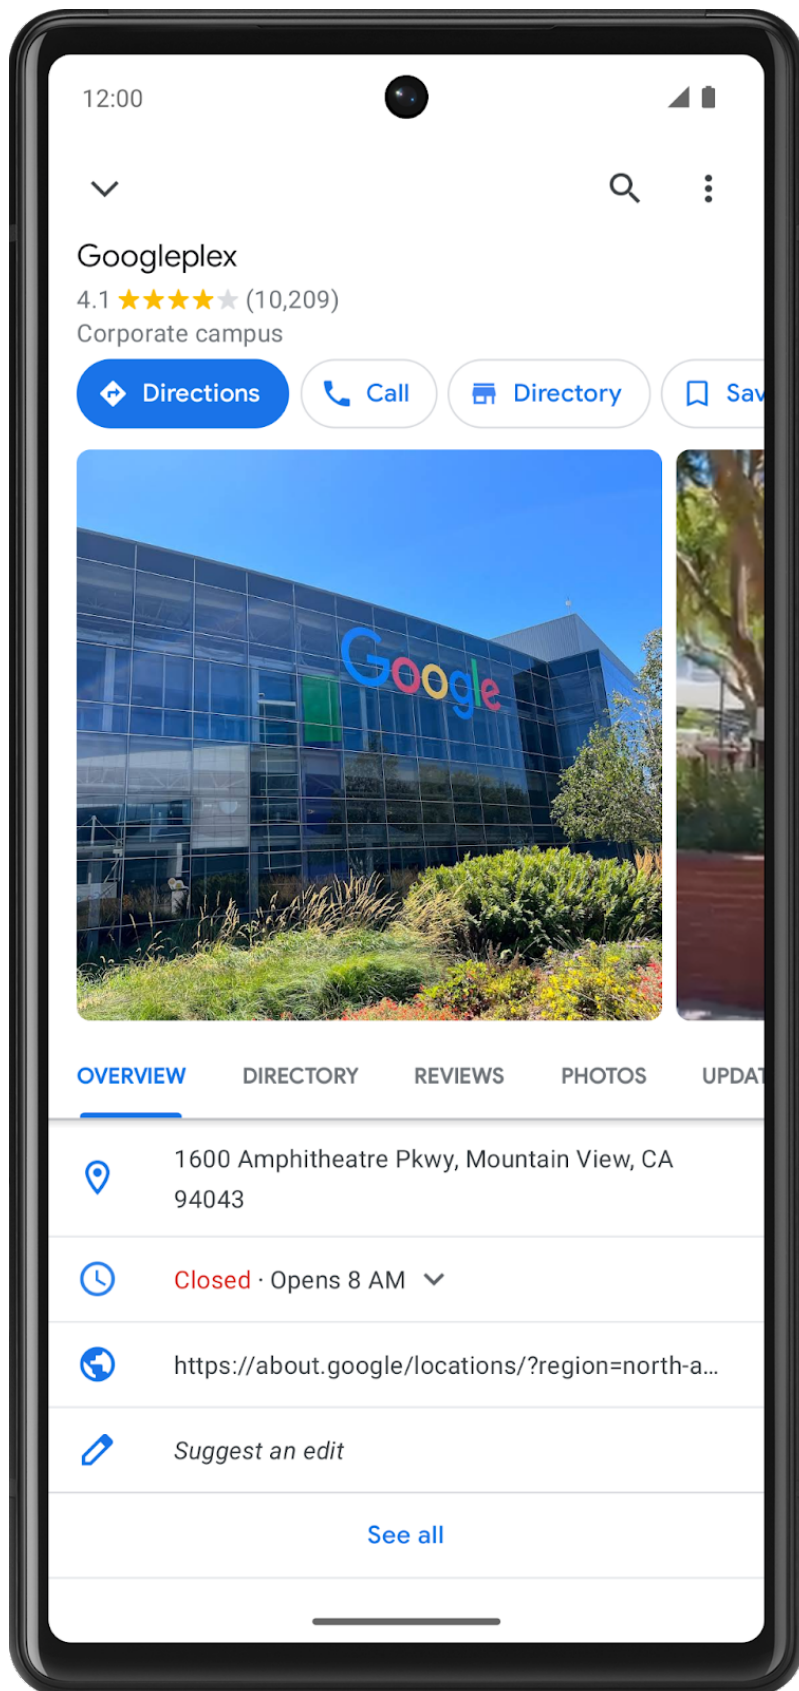 12:00
Googleplex
4.1 (10,209)
Corporate campus
Directions Call Directory Sav
Google
OVERVIEW DIRECTORY REVIEWS PHOTOS UPDAT
1600 Amphitheatre Pkwy, Mountain View, CA
94043
Closed · Opens 8 AM
https://about.google/locations/?region=north-a...
Suggest an edit
See all